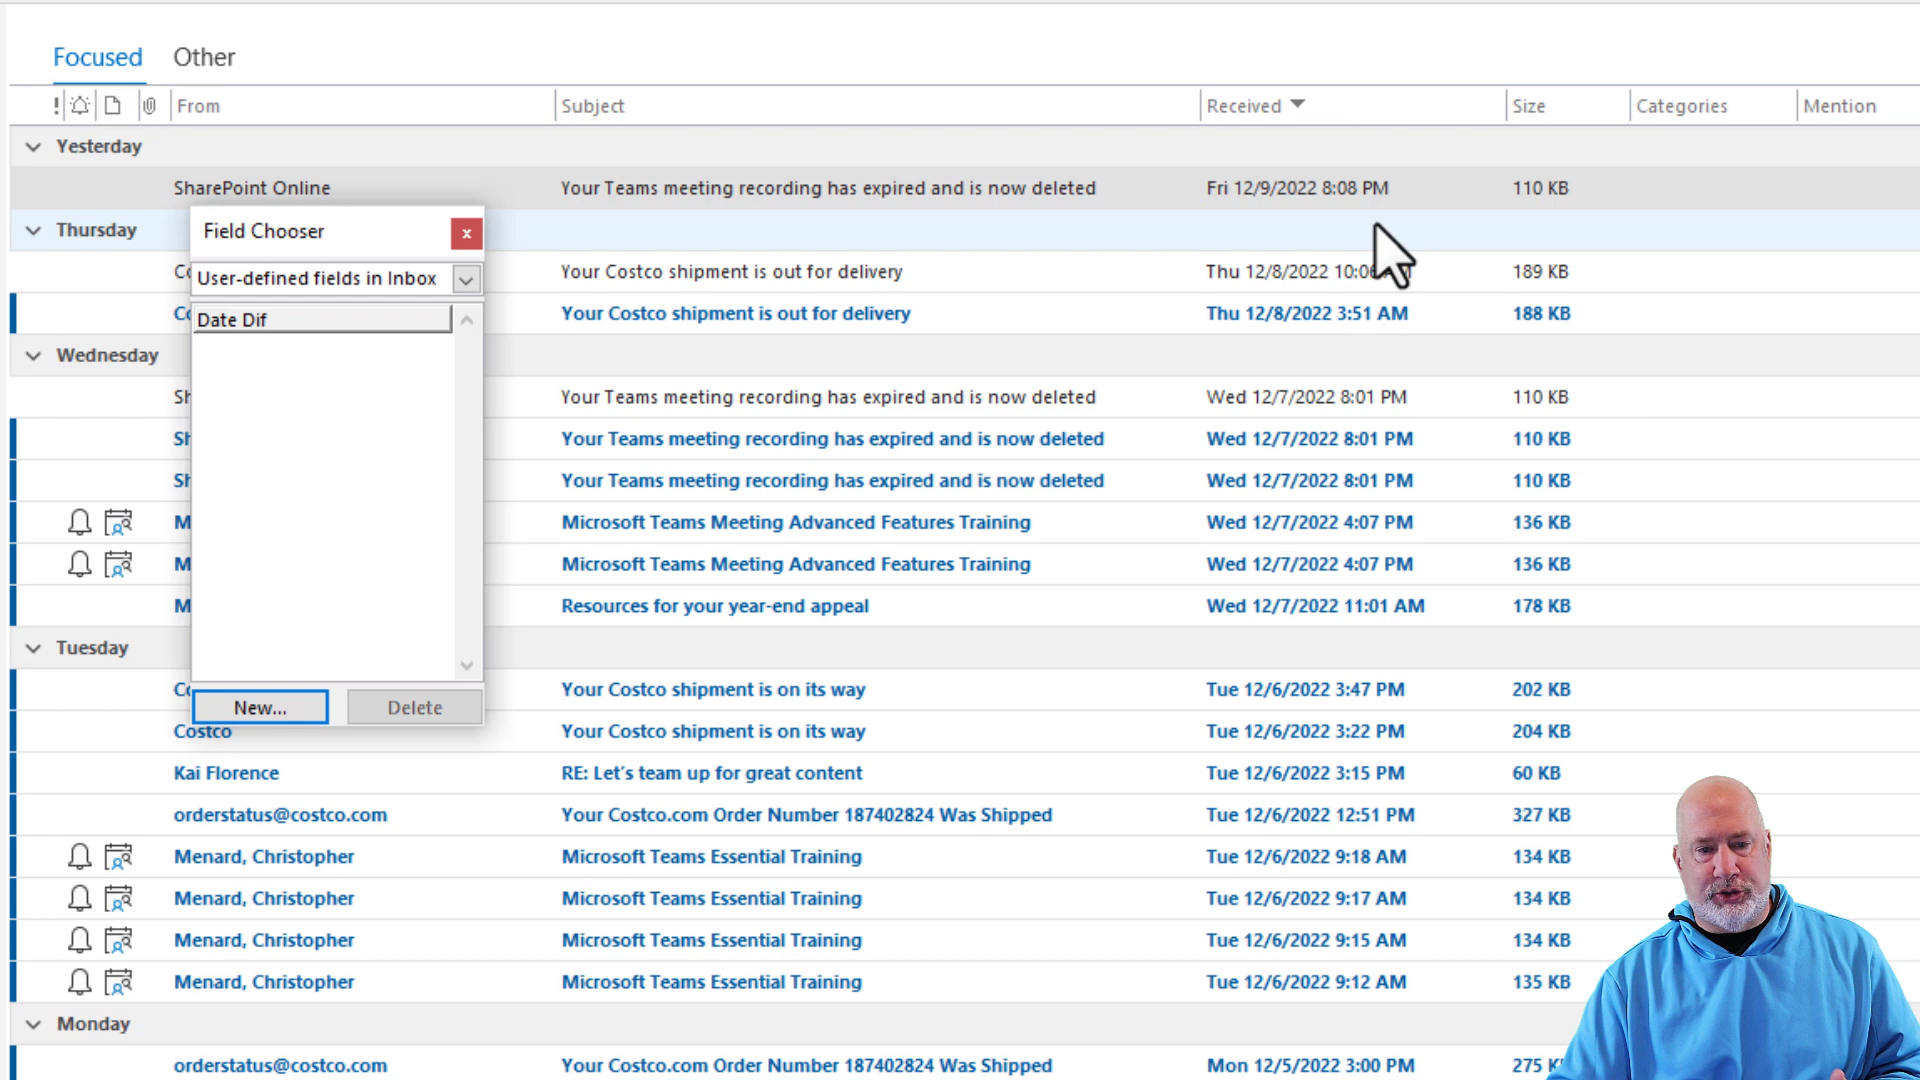 Focused Other
! From Subject Received Size Categories Mention
Yesterday
SharePoint Online Your Teams meeting recording has expired and is now deleted Fri 12/9/2022 8:08 PM 110 KB
Thursday
Field Chooser x
User-defined fields in Inbox
Date Dif
New... Delete
Your Costco shipment is out for delivery Thu 12/8/2022 189 KB
Your Costco shipment is out for delivery Thu 12/8/2022 3:51 AM 188 KB
Wednesday
Your Teams meeting recording has expired and is now deleted Wed 12/7/2022 8:01 PM 110 KB
Your Teams meeting recording has expired and is now deleted Wed 12/7/2022 8:01 PM 110 KB
Your Teams meeting recording has expired and is now deleted Wed 12/7/2022 8:01 PM 110 KB
Microsoft Teams Meeting Advanced Features Training Wed 12/7/2022 4:07 PM 136 KB
Microsoft Teams Meeting Advanced Features Training Wed 12/7/2022 4:07 PM 136 KB
Resources for your year-end appeal Wed 12/7/2022 11:01 AM 178 KB
Tuesday
Your Costco shipment is on its way Tue 12/6/2022 3:47 PM 202 KB
Costco Your Costco shipment is on its way Tue 12/6/2022 3:22 PM 204 KB
Kai Florence RE: Let's team up for great content Tue 12/6/2022 3:15 PM 60 KB
orderstatus@costco.com Your Costco.com Order Number 187402824 Was Shipped Tue 12/6/2022 12:51 PM 327 KB
Menard, Christopher Microsoft Teams Essential Training Tue 12/6/2022 9:18 AM 134 KB
Menard, Christopher Microsoft Teams Essential Training Tue 12/6/2022 9:17 AM 134 KB
Menard, Christopher Microsoft Teams Essential Training Tue 12/6/2022 9:15 AM 134 KB
Menard, Christopher Microsoft Teams Essential Training Tue 12/6/2022 9:12 AM 135 KB
Monday
orderstatus@costco.com Your Costco.com Order Number 187402824 Was Shipped Mon 12/5/2022 3:00 PM 275